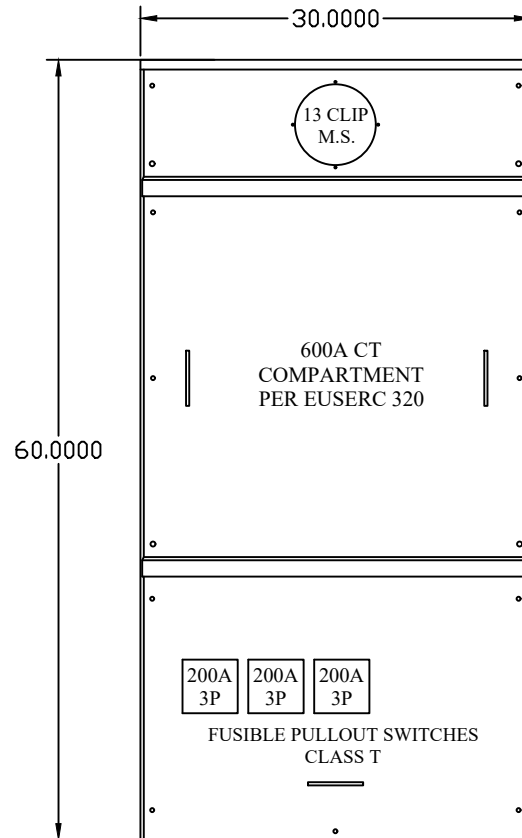 30.0000
13 CLIP
M.S.
600A CT
COMPARTMENT
PER EUSERC 320
60.0000
200A
3P
200A
3P
200A
3P
FUSIBLE PULLOUT SWITCHES
CLASS T